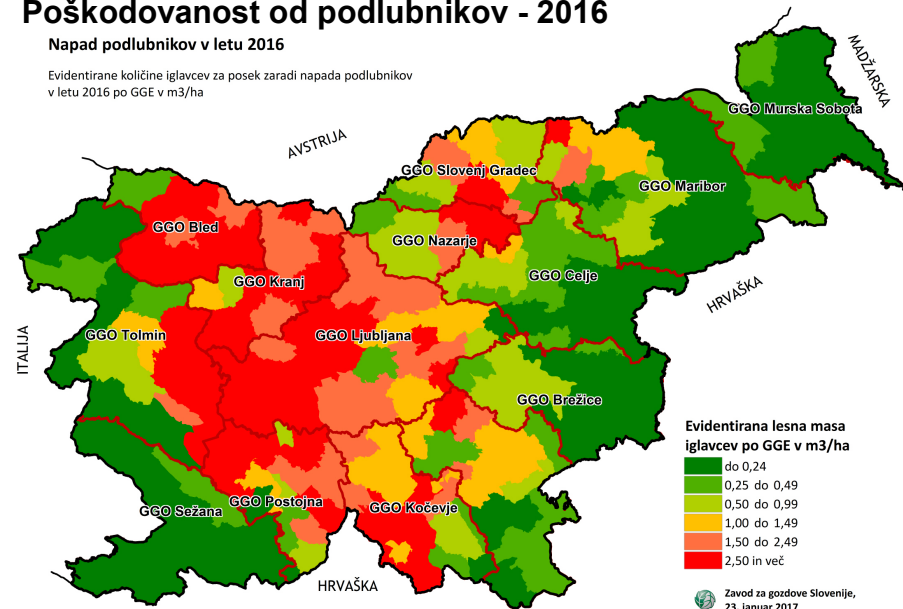 Poškodovanost od podlubnikov - 2016
Napad podlubnikov v letu 2016
Evidentirane količine iglavcev za posek zaradi napada podlubnikov
v letu 2016 po GGE v m3/ha
MADŽARSKA
GGO Murska Sobota
AVSTRIJA
GGO Slovenj Gradec
GGO Maribor
GGO Bled
GGO Nazarje
GGO Celje
GGO Kranj
HRVAŠKA
GGO Tolmin
GGO Ljubljana
ITALIJA
GGO Brežice
GGO Postojna
GGO Kočevje
GGO Sežana
HRVAŠKA
Evidentirana lesna masa
iglavcev po GGE v m3/ha
do 0,24
0,25 do 0,49
0,50 do 0,99
1,00 do 1,49
1,50 do 2,49
2,50 in več
Zavod za gozdove Slovenije,
23. januar 2017